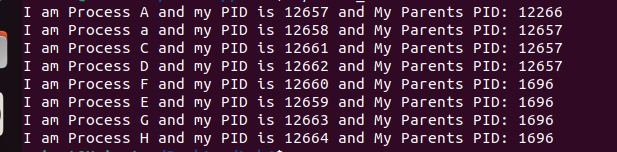 I am Process A and my PID is 12657 and My Parents PID: 12266
I am Process a and my PID is 12658 and My Parents PID: 12657
I am Process C and my PID is 12661 and My Parents PID: 12657
I am Process D and my PID is 12662 and My Parents PID: 12657
I am Process F and my PID is 12660 and My Parents PID: 1696
I am Process E and my PID is 12659 and My Parents PID: 1696
I am Process G and my PID is 12663 and My Parents PID: 1696
I am Process H and my PID is 12664 and My Parents PID: 1696